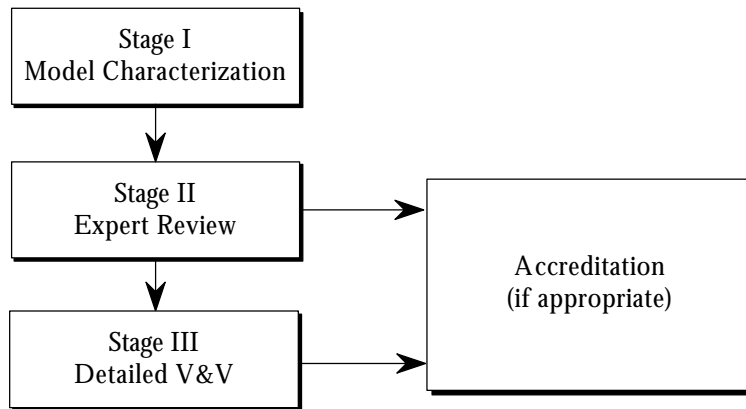 Stage I
Model Characterization
Stage II
Expert Review
Accreditation
(if appropriate)
Stage III
Detailed V&V